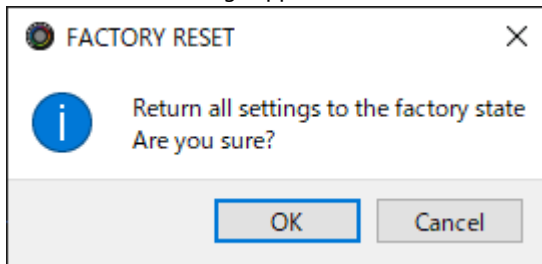 FACTORY RESET
Return all settings to the factory state
Are you sure?
OK Cancel